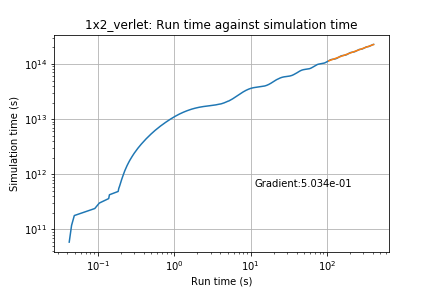 1x2_verlet: Run time against simulation time
Simulation time (s)
10^14
10^13
10^12
10^11
Gradient:5.034e-01
10^-1
10^0
10^1
10^2
Run time (s)